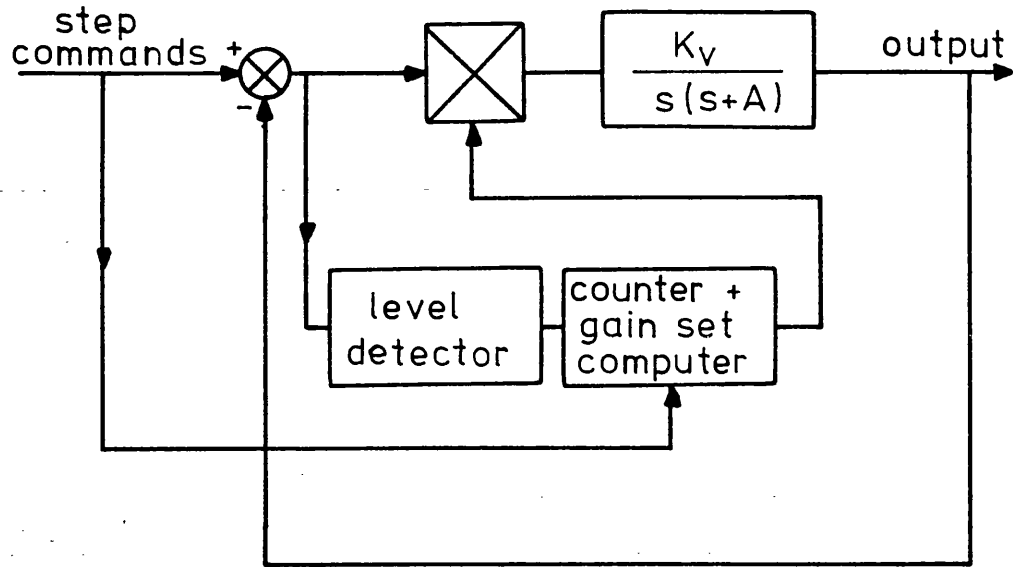 step
commands
+
-
K_V
s(s+A)
output
level
detector
counter +
gain set
computer